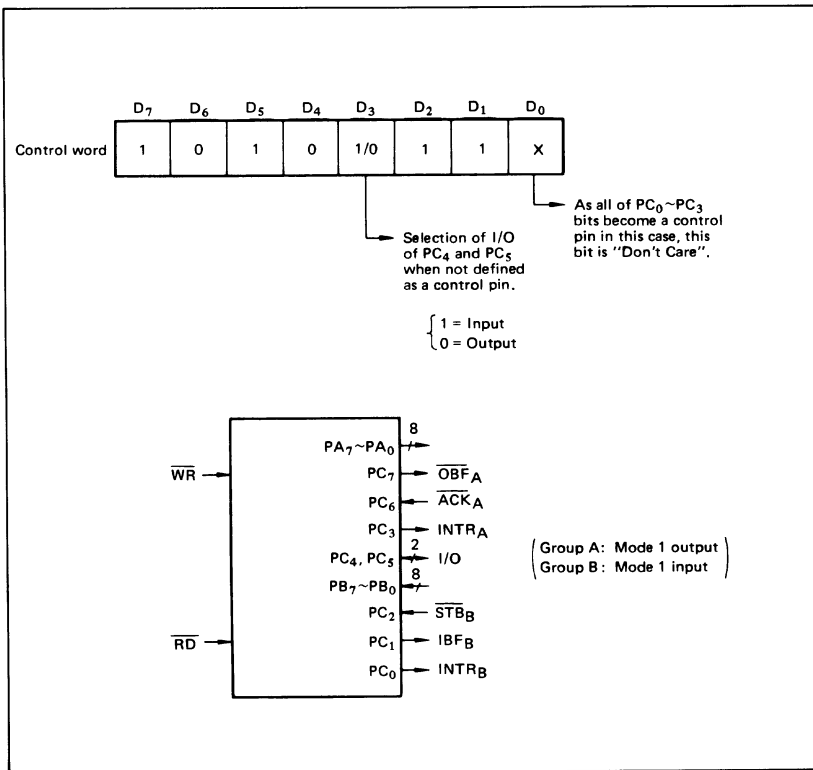 D7 D6 D5 D4 D3 D2 D1 D0
Control word 1 0 1 0 1/0 1 1 X
As all of PC0~PC3
bits become a control
pin in this case, this
bit is "Don't Care".
Selection of I/O
of PC4 and PC5
when not defined
as a control pin.
1 = Input
0 = Output
8
PA7~PA0
WR
PC7 OBFA
PC6 ACKA
PC3 INTRA
2
PC4, PC5 I/O
8
PB7~PB0
PC2 STBB
RD
PC1 IBFB
PC0 INTRB
(Group A: Mode 1 output
Group B: Mode 1 input)